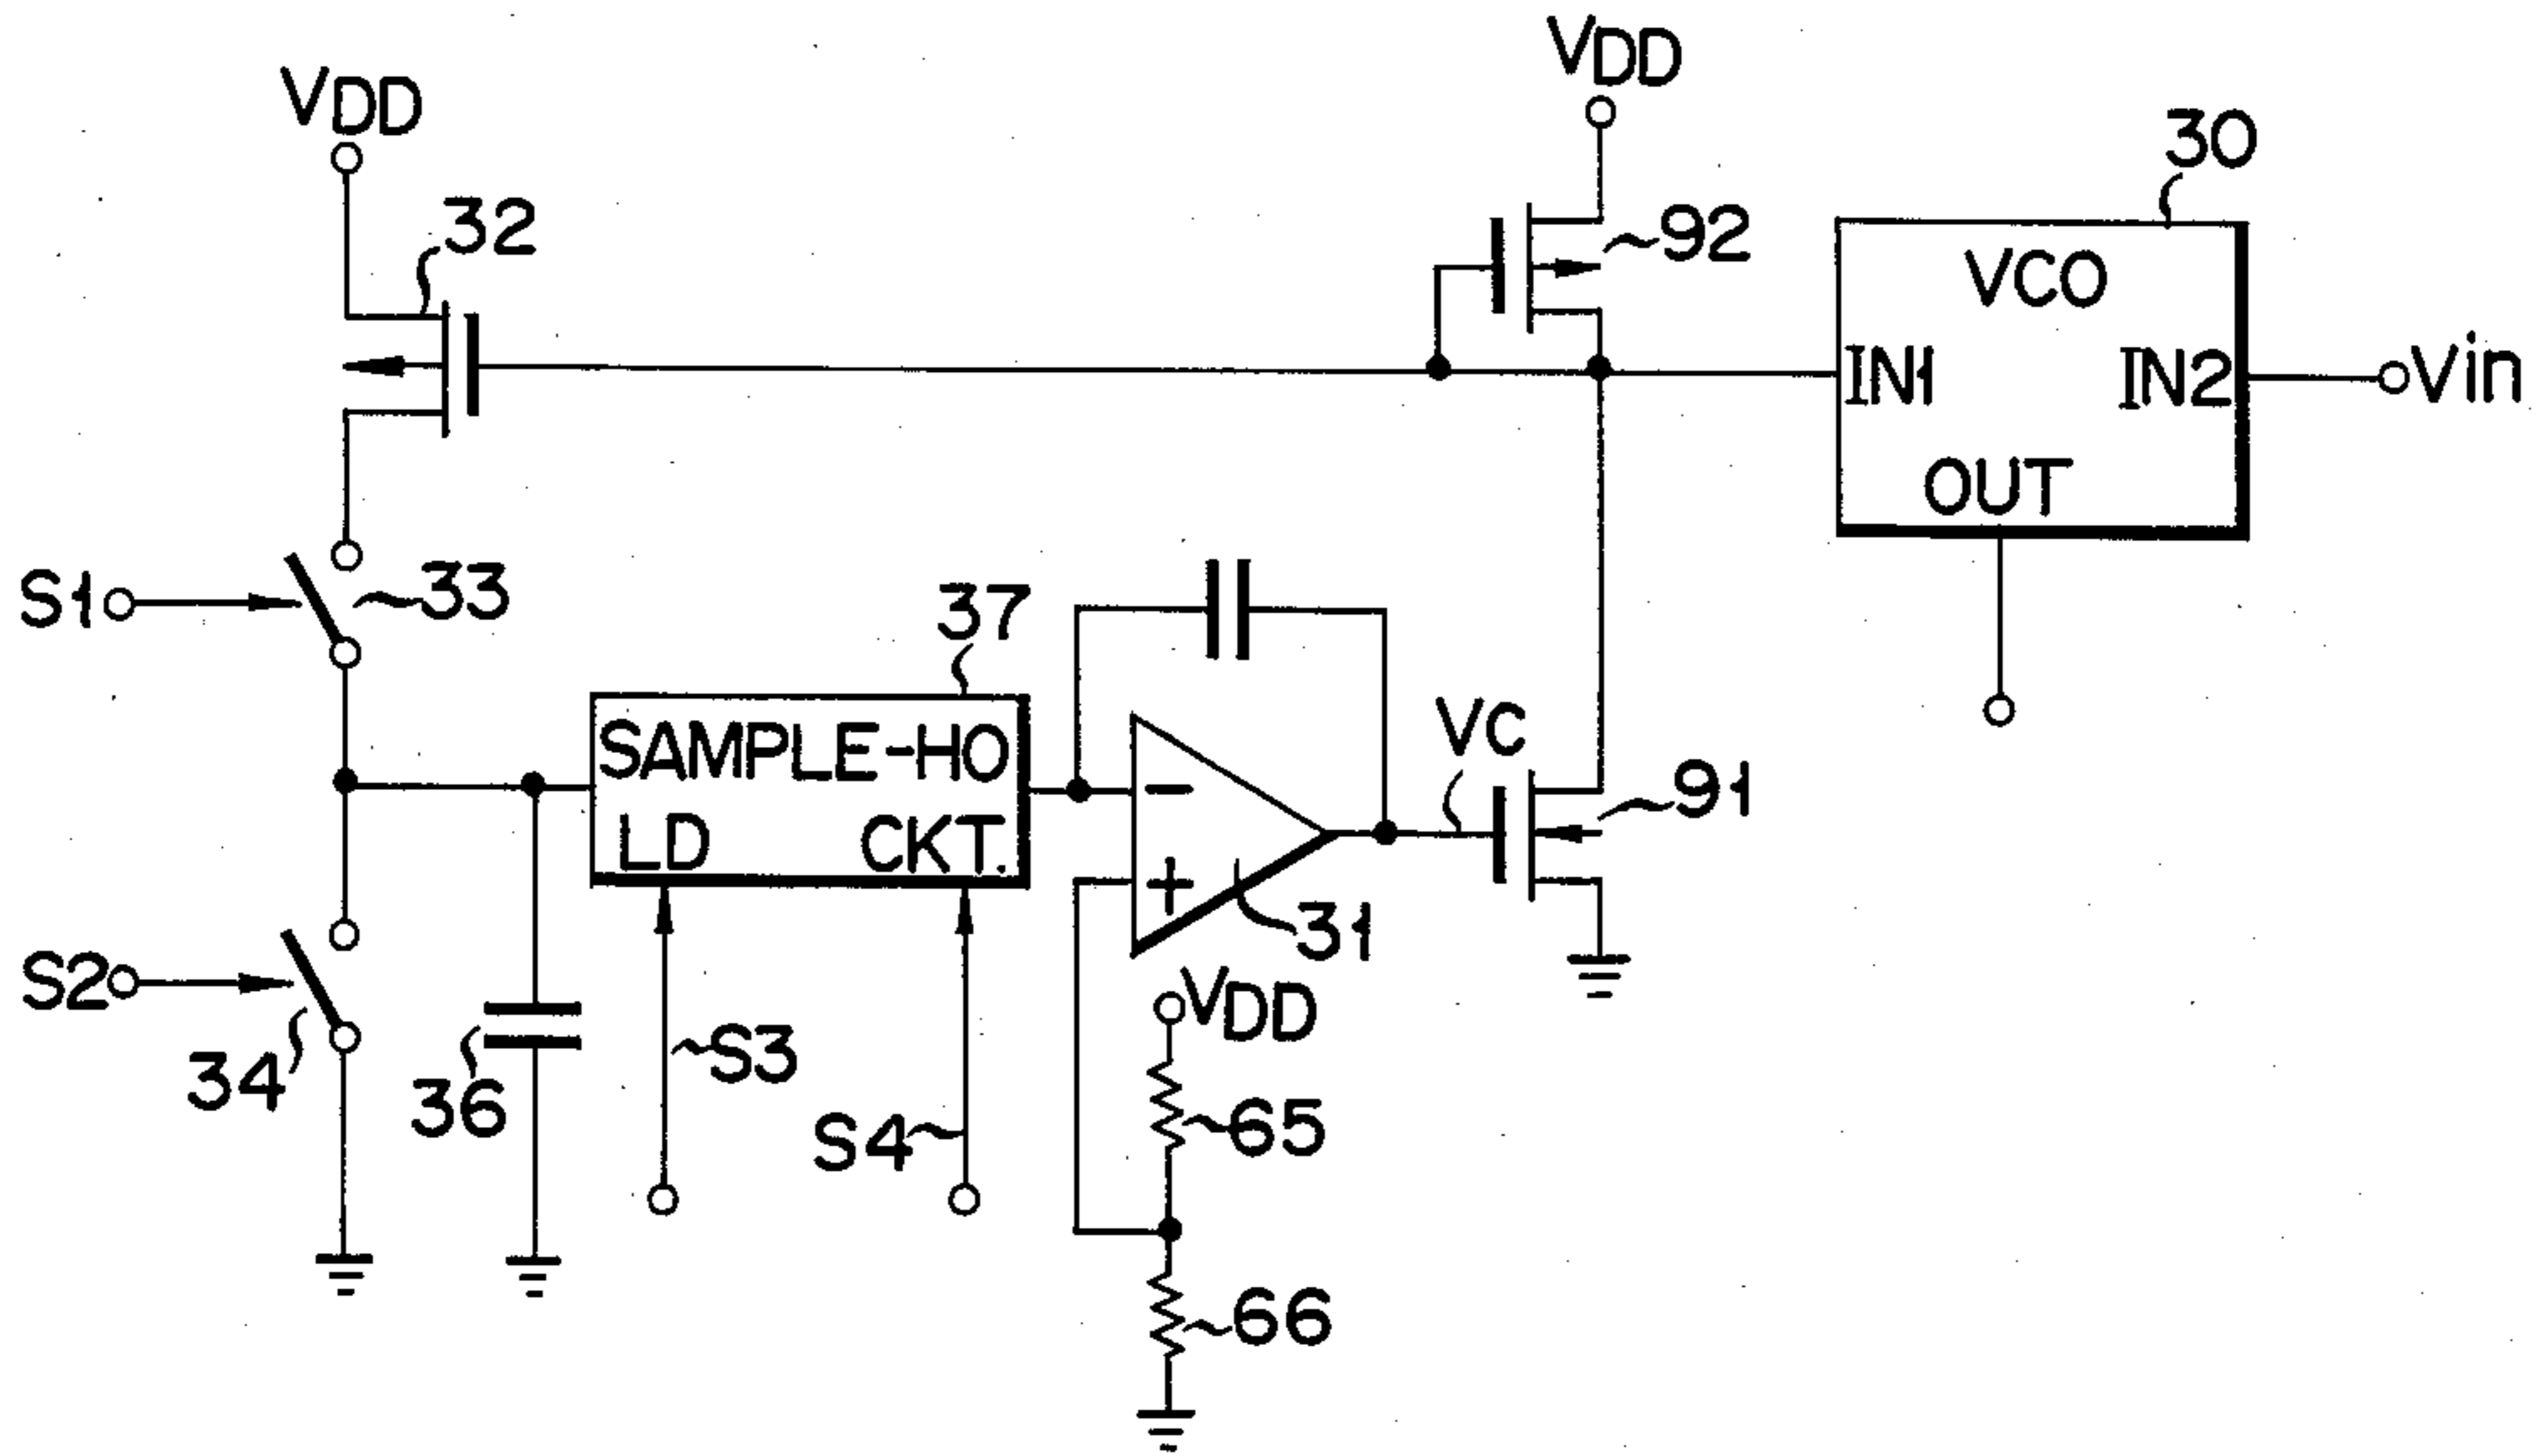 VDD
VDD
30
32
92
VCO
IN1 IN2
Vin
OUT
S1
33
37
SAMPLE-HO
LD CKT.
VC
91
-
+
31
S2
34
36
S3
S4
VDD
65
66